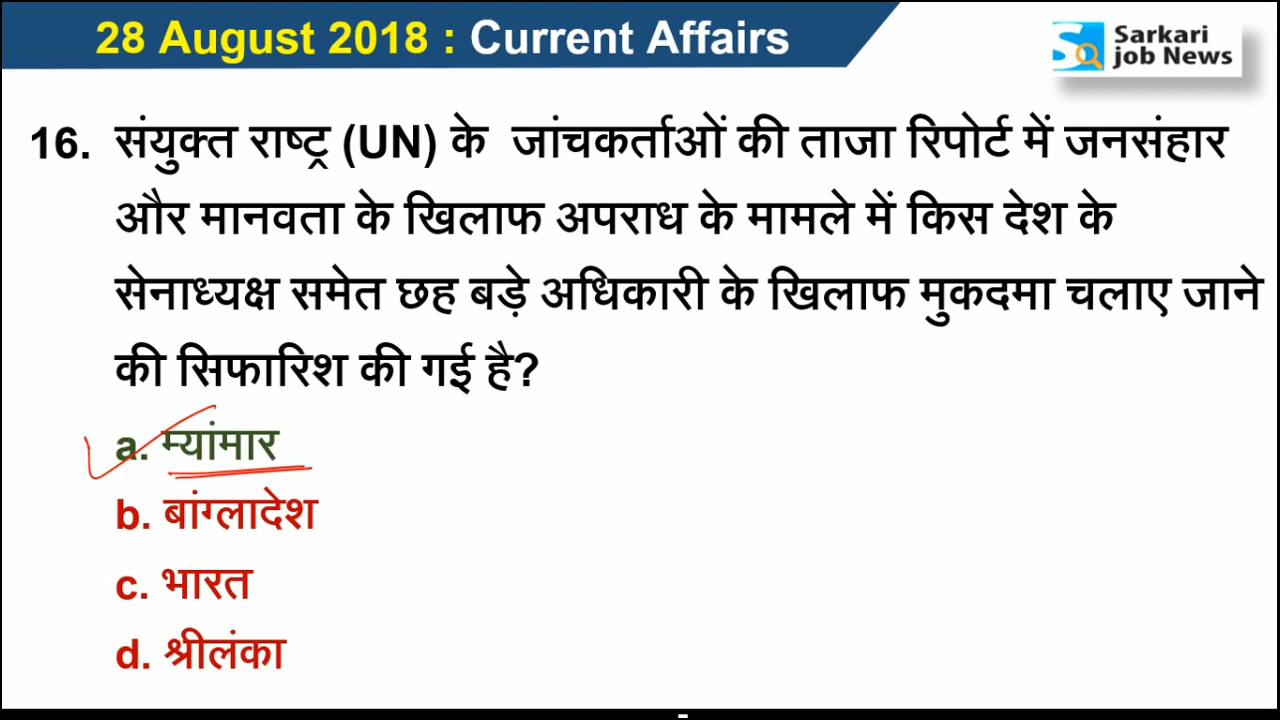 28 August 2018 : Current Affairs
Sarkari
job News
16. संयुक्त राष्ट्र (UN) के जांचकर्ताओं की ताजा रिपोर्ट में जनसंहार
और मानवता के खिलाफ अपराध के मामले में किस देश के
सेनाध्यक्ष समेत छह बड़े अधिकारी के खिलाफ मुकदमा चलाए जाने
की सिफारिश की गई है?
a. म्यांमार
b. बांग्लादेश
c. भारत
d. श्रीलंका